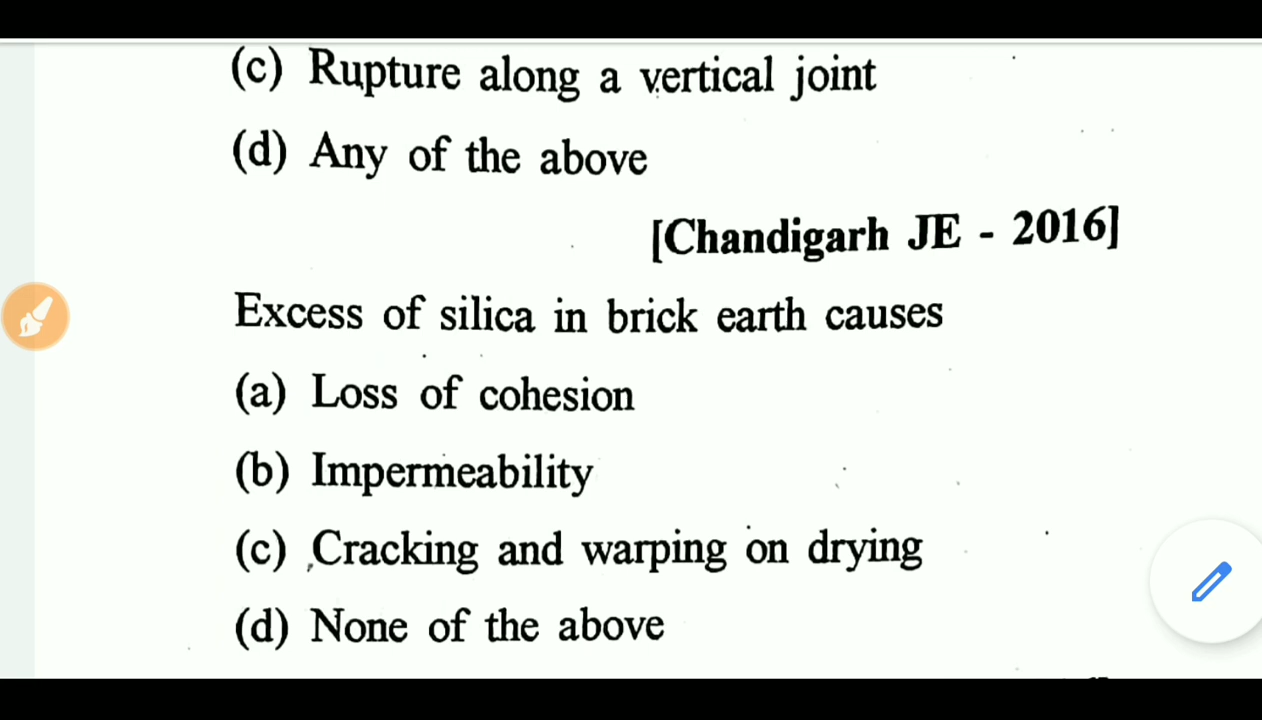 (c) Rupture along a vertical joint
(d) Any of the above
[Chandigarh JE - 2016]
Excess of silica in brick earth causes
(a) Loss of cohesion
(b) Impermeability
(c) Cracking and warping on drying
(d) None of the above